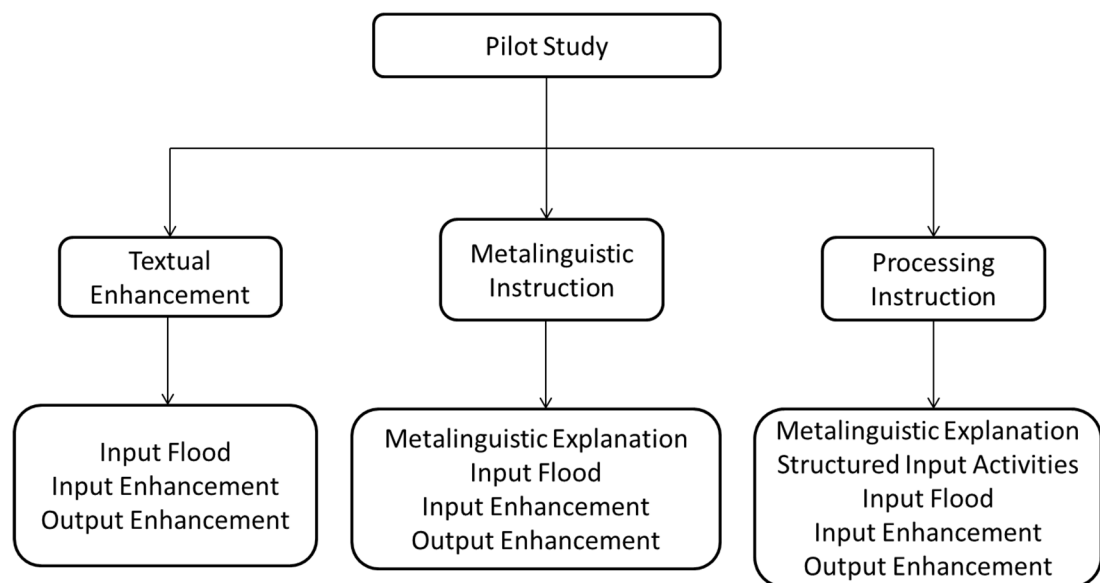 Pilot Study
Textual
Enhancement
Metalinguistic
Instruction
Processing
Instruction
Input Flood
Input Enhancement
Output Enhancement
Metalinguistic Explanation
Input Flood
Input Enhancement
Output Enhancement
Metalinguistic Explanation
Structured Input Activities
Input Flood
Input Enhancement
Output Enhancement